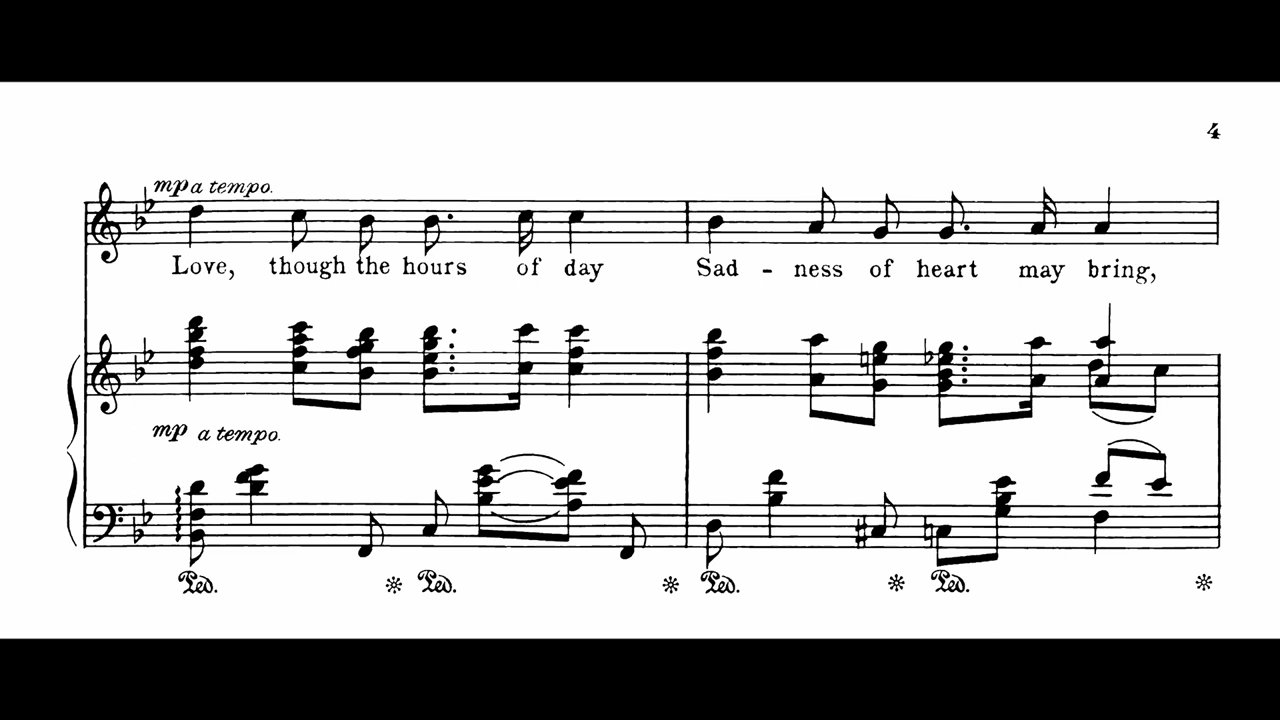 4
mp a tempo.
Love, though the hours of day Sad - ness of heart may bring,
mp a tempo.
Ped. Ped. Ped. Ped.